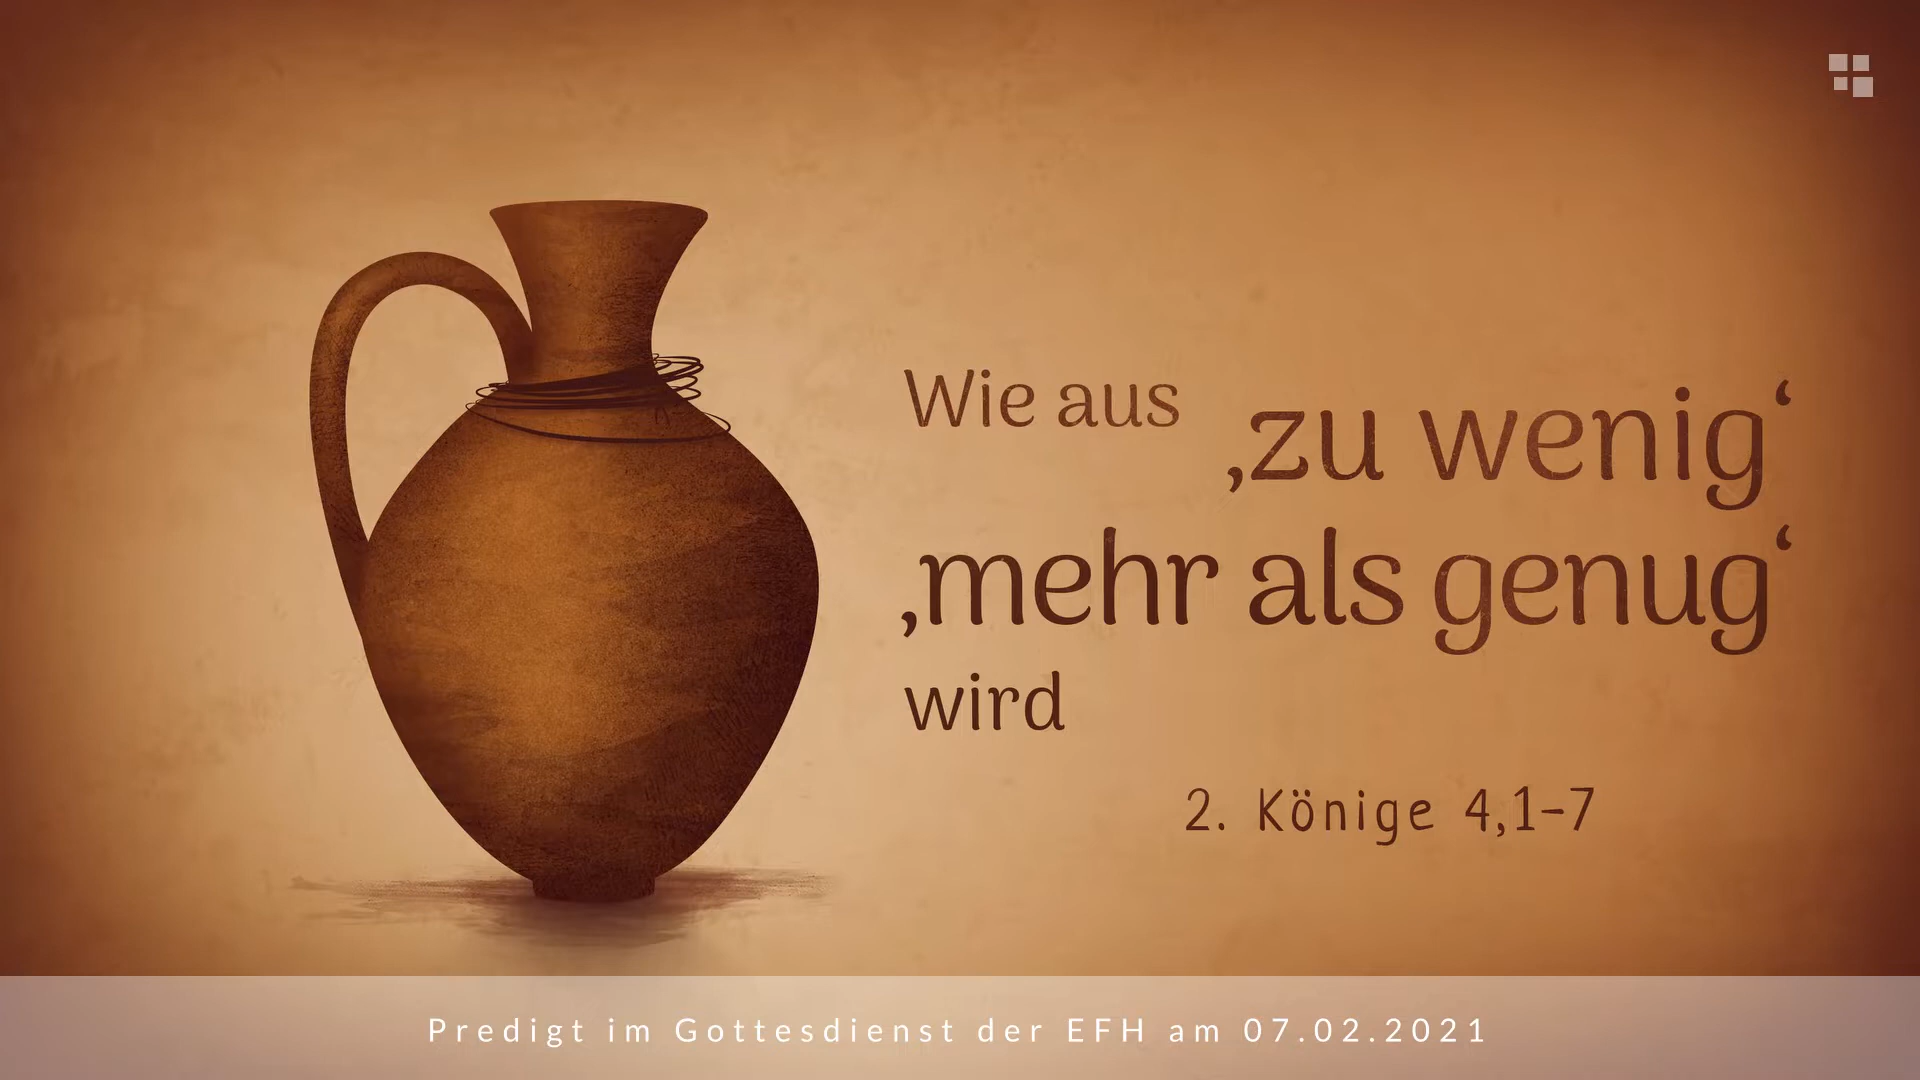 Wie aus ‚zu wenig‘
‚mehr als genug‘
wird
2. Könige 4,1–7
Predigt im Gottesdienst der EFH am 07.02.2021